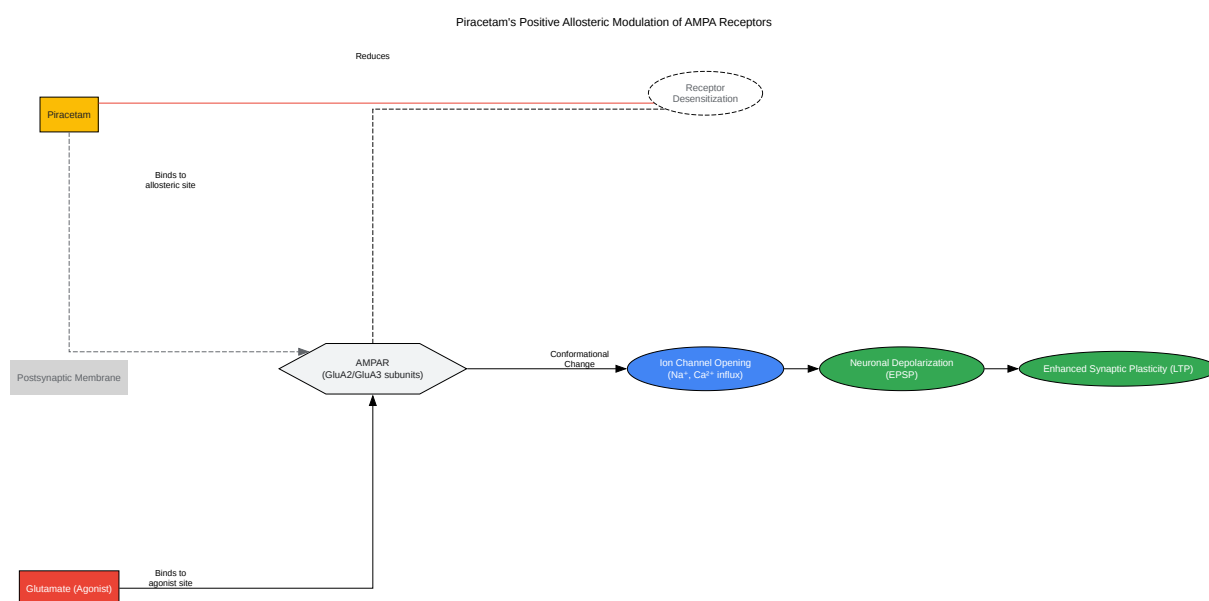 Piracetam's Positive Allosteric Modulation of AMPA Receptors
Reduces
Receptor
Desensitization
Piracetam
Binds to
allosteric site
Conformational
Change
AMPAR
(GluA2/GluA3 subunits)
Ion Channel Opening
(Na⁺, Ca²⁺ influx)
Neuronal Depolarization
(EPSP)
Enhanced Synaptic Plasticity (LTP)
Postsynaptic Membrane
Binds to
agonist site
Glutamate (Agonist)